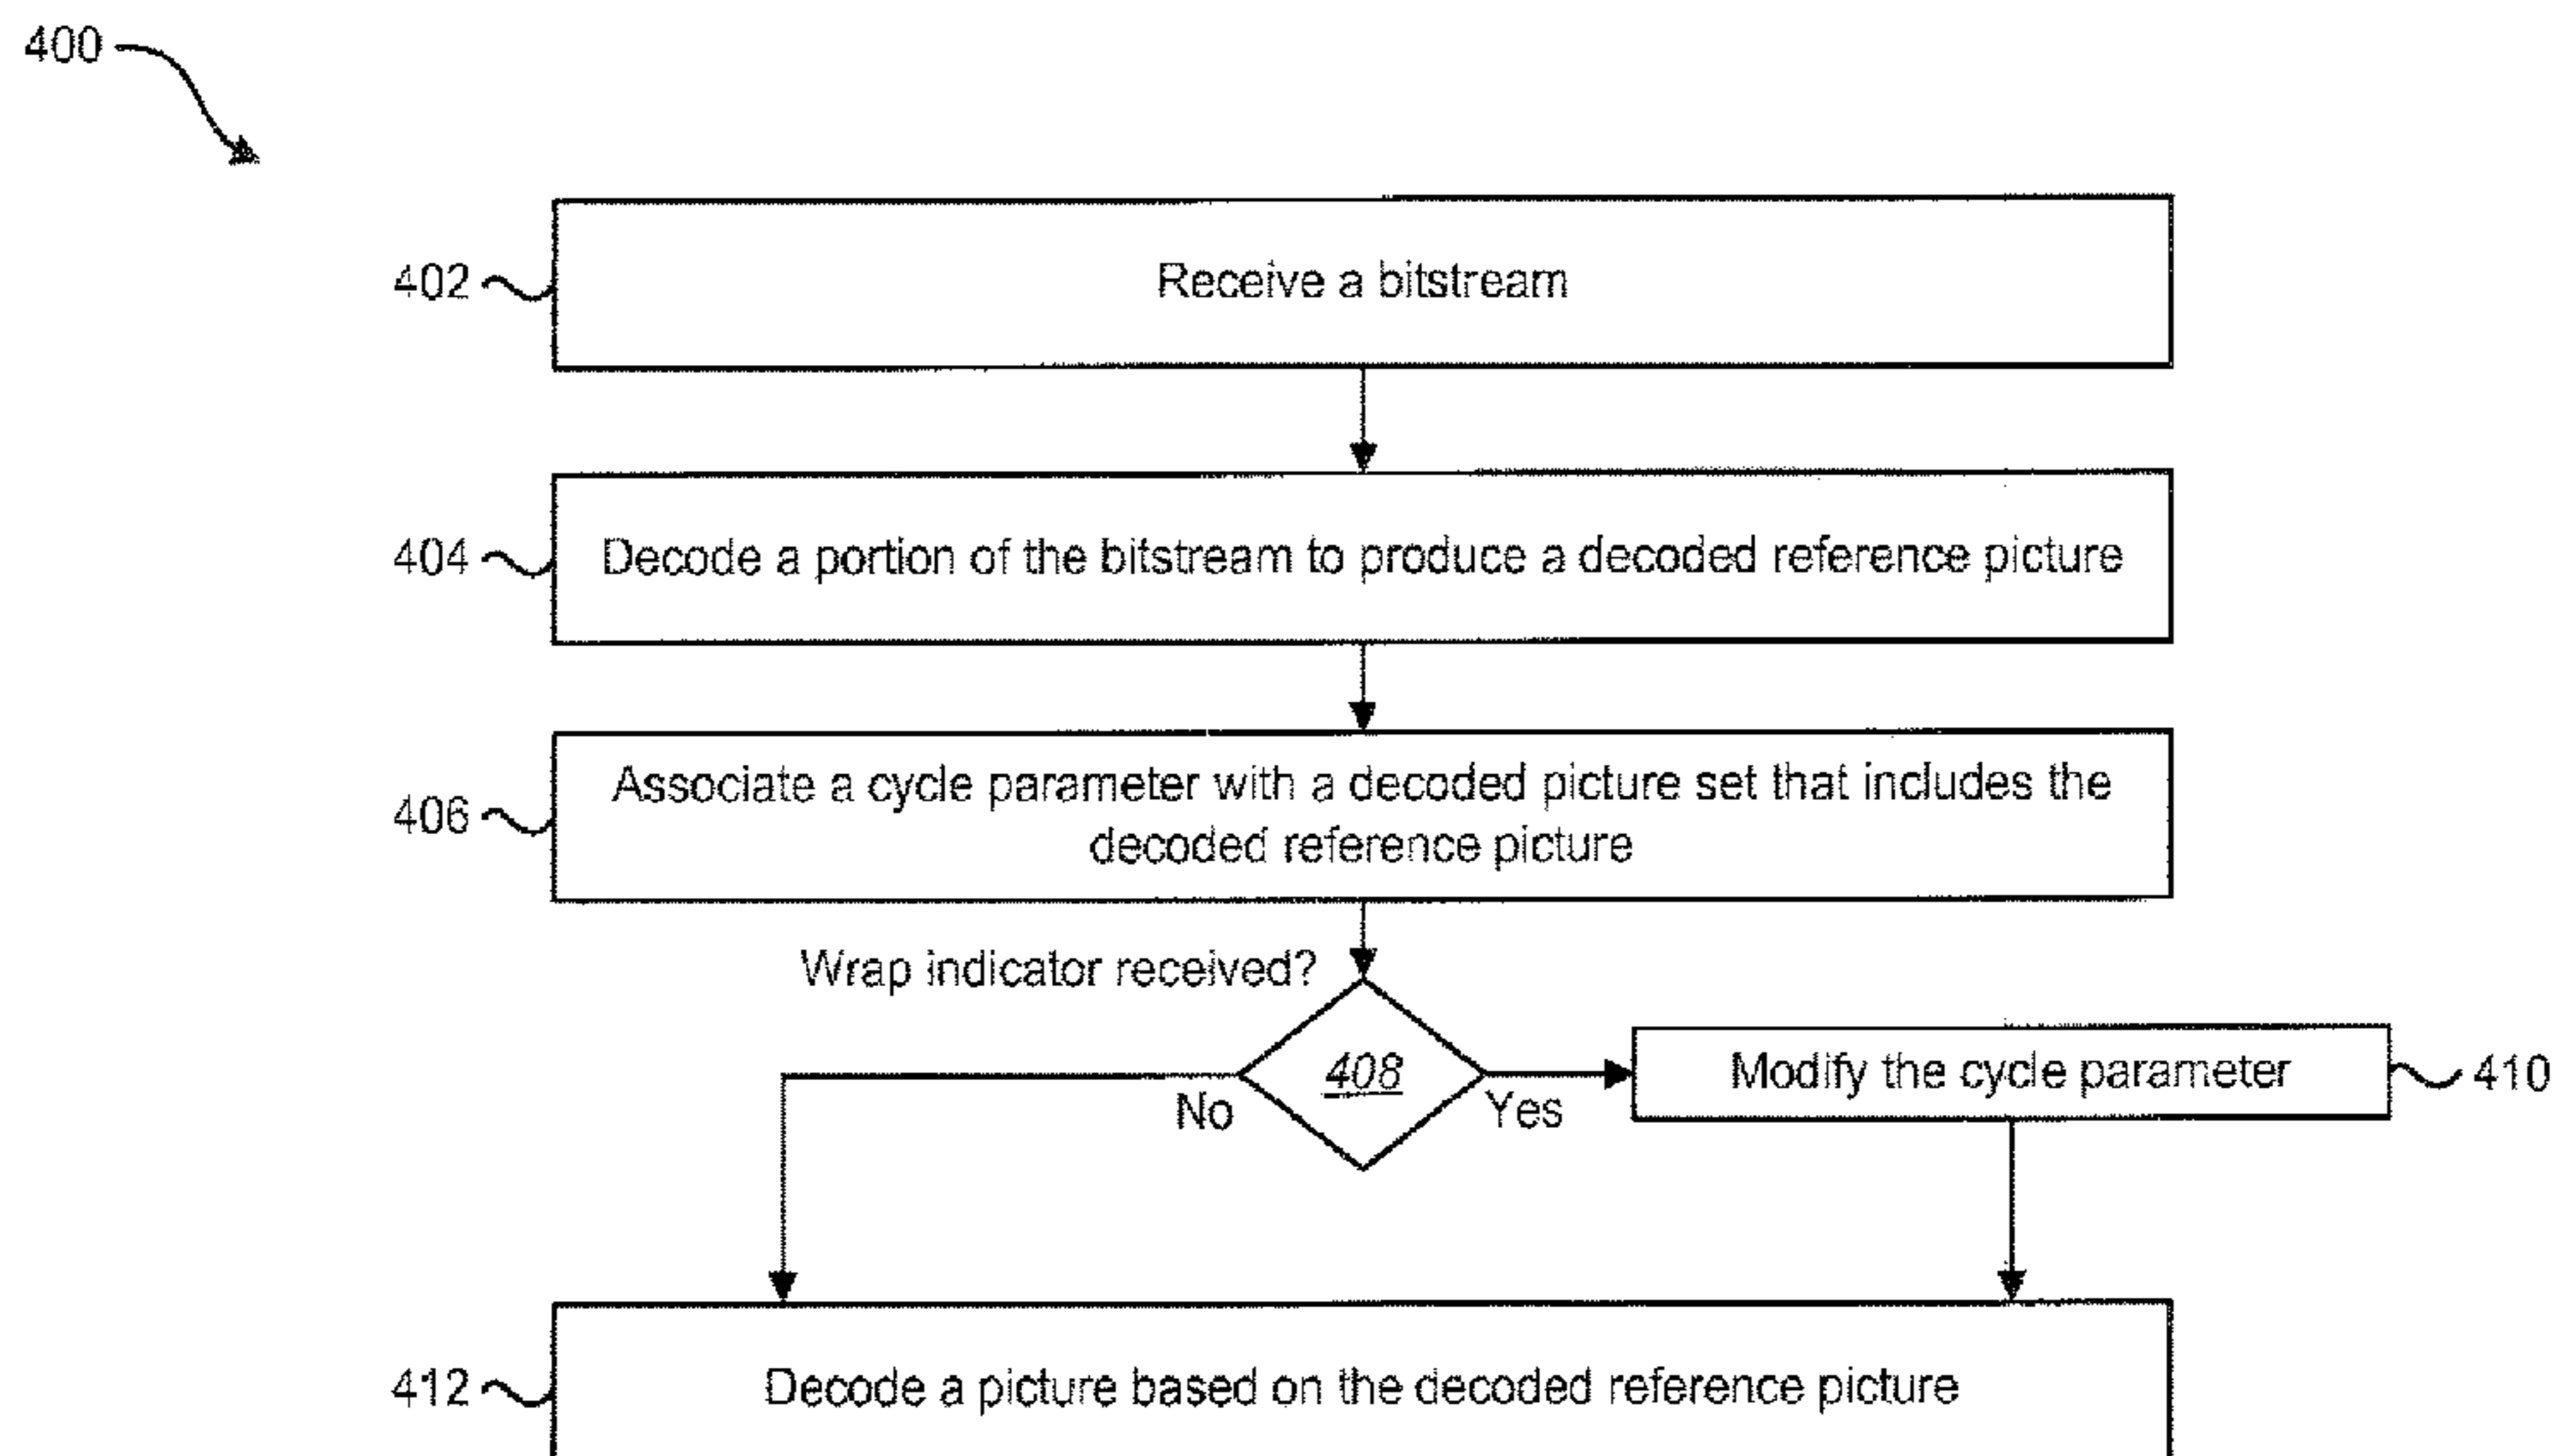 400
402
Receive a bitstream
404
Decode a portion of the bitstream to produce a decoded reference picture
406
Associate a cycle parameter with a decoded picture set that includes the
decoded reference picture
Wrap indicator received?
408
No
Yes
Modify the cycle parameter
410
412
Decode a picture based on the decoded reference picture